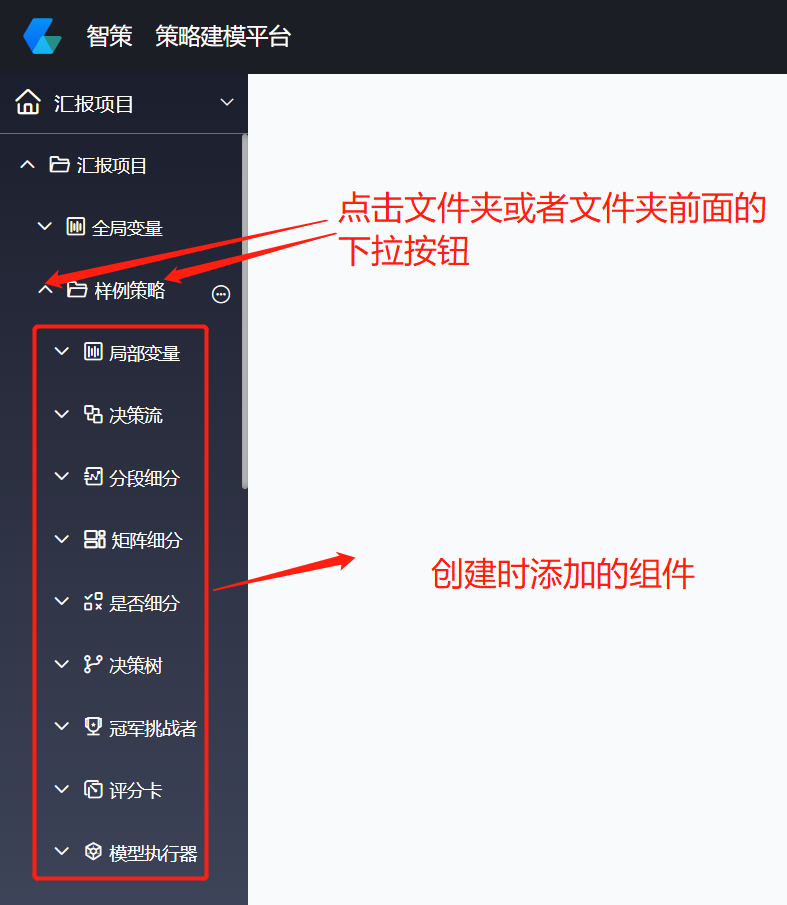 智策 策略建模平台
汇报项目
汇报项目
全局变量
点击文件夹或者文件夹前面的
下拉按钮
样例策略
局部变量
决策流
分段细分
矩阵细分
创建时添加的组件
是否细分
决策树
冠军挑战者
评分卡
模型执行器